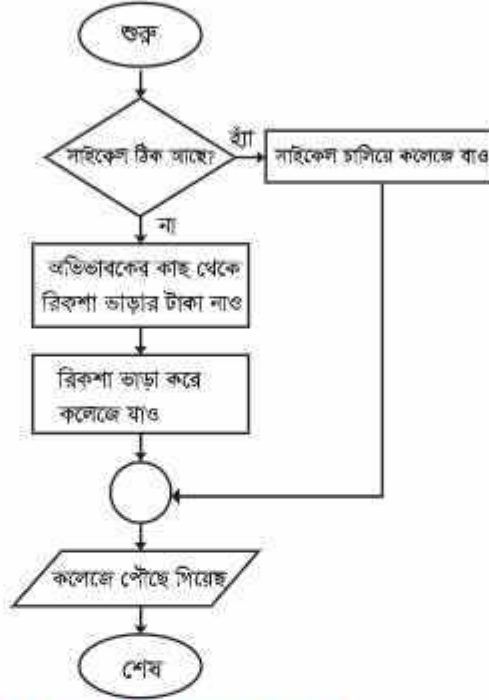 শুরু
সাইকেল ঠিক আছে?
হ্যাঁ
সাইকেল চালিয়ে কলেজে যাও
না
অভিভাবকের কাছ থেকে
রিকশা ভাড়ার টাকা নাও
রিকশা ভাড়া করে
কলেজে যাও
কলেজে পৌছে গিয়েছ
শেষ